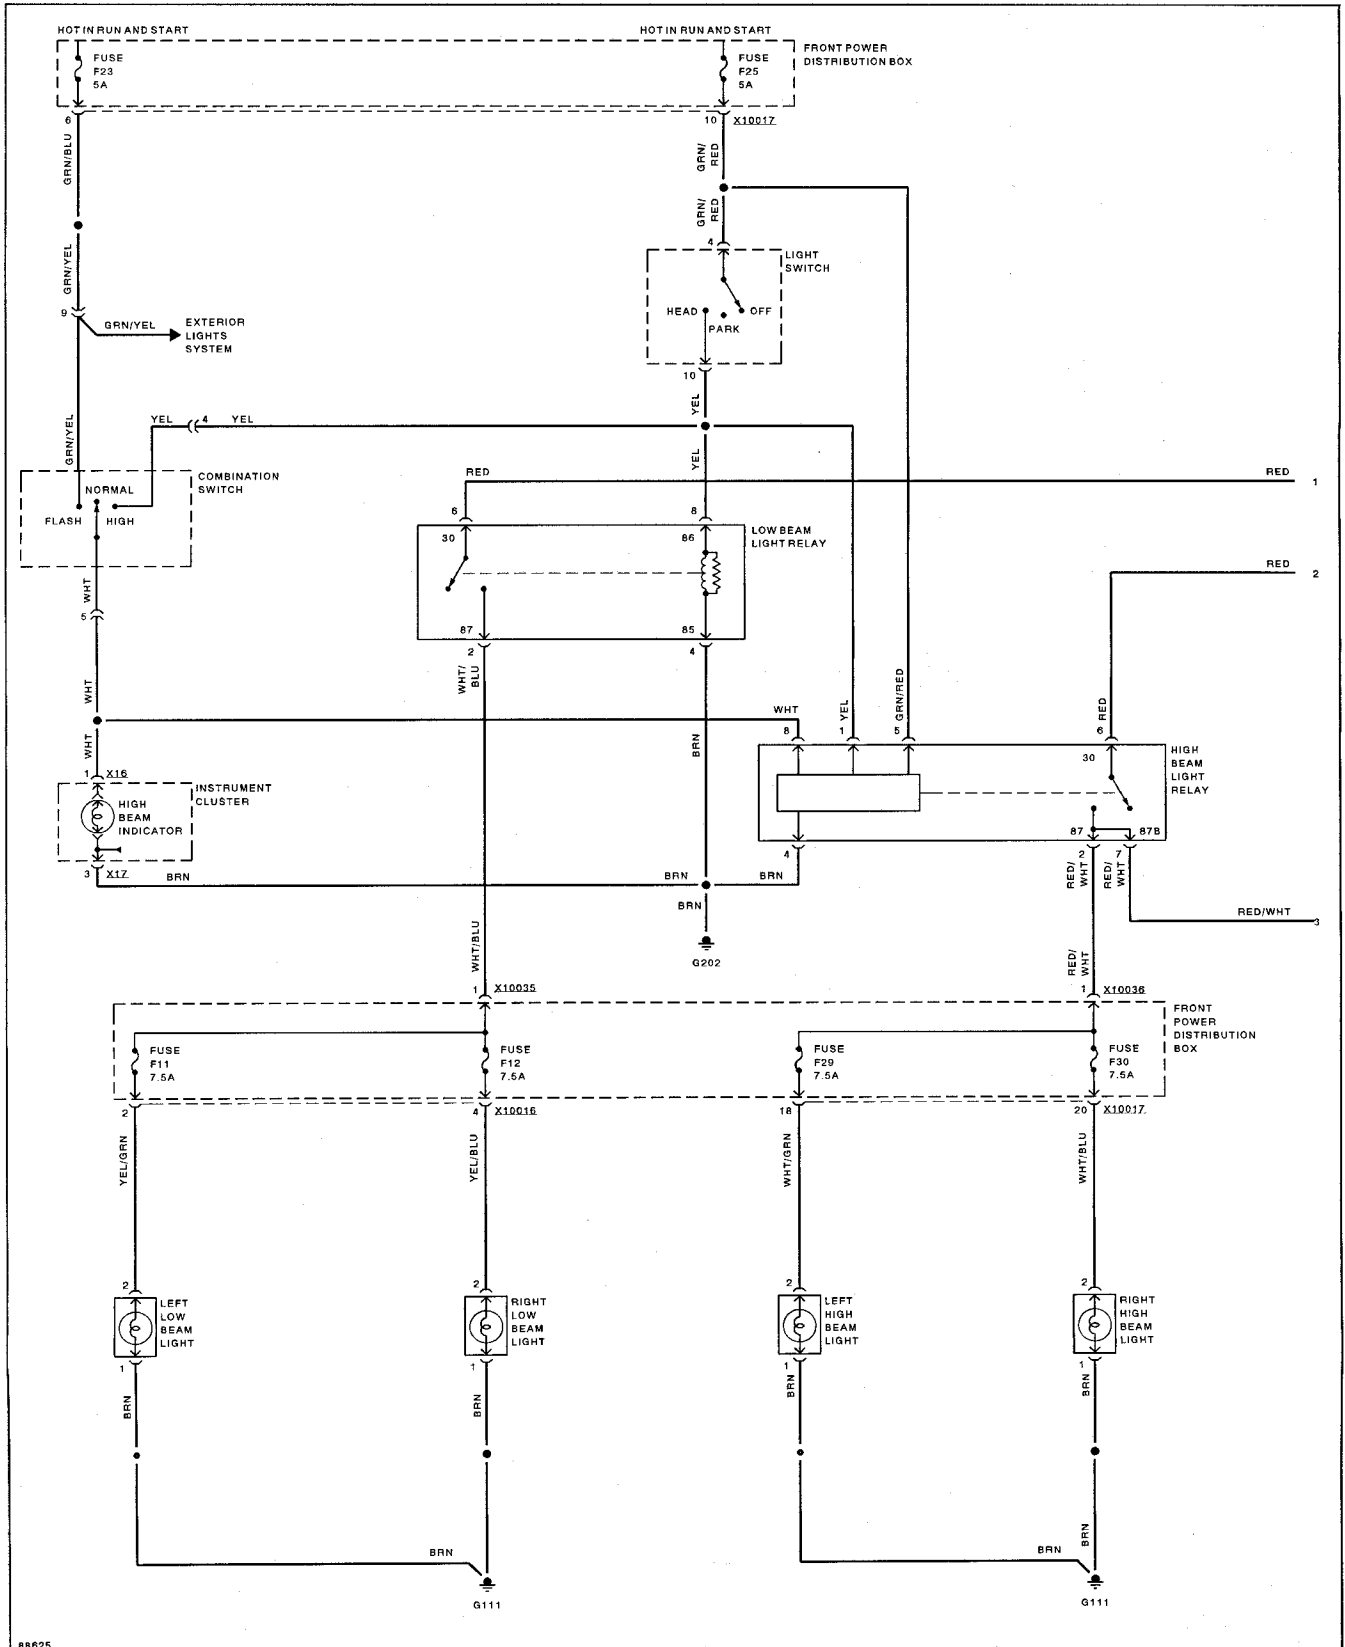 HOT IN RUN AND START
HOT IN RUN AND START
FUSE
F23
5A
FUSE
F25
5A
FRONT POWER
DISTRIBUTION BOX
6
10 X10017
GRN/BLU
GRN/
RED
GRN/
RED
GRN/YEL
4
LIGHT
SWITCH
9
GRN/YEL
EXTERIOR
LIGHTS
SYSTEM
HEAD
OFF
PARK
10
YEL
YEL
4
YEL
GRN/YEL
YEL
RED
RED
1
COMBINATION
SWITCH
NORMAL
FLASH
HIGH
6
8
30
86
LOW BEAM
LIGHT RELAY
RED
2
WHT
5
87
85
2
4
WHT/
BLU
WHT
WHT
YEL
GRN/RED
RED
8
1
5
6
WHT
BRN
1 X16
30
HIGH
BEAM
LIGHT
RELAY
INSTRUMENT
CLUSTER
HIGH
BEAM
INDICATOR
87
87B
4
2
7
3 X17
BRN
BRN
BRN
RED/
WHT
RED/
WHT
BRN
RED/WHT
3
WHT/BLU
G202
RED/
WHT
1 X10035
1 X10036
FRONT
POWER
DISTRIBUTION
BOX
FUSE
F11
7.5A
FUSE
F12
7.5A
FUSE
F29
7.5A
FUSE
F30
7.5A
2
4 X10016
18
20 X10017
YEL/GRN
YEL/BLU
WHT/GRN
WHT/BLU
2
2
2
2
LEFT
LOW
BEAM
LIGHT
RIGHT
LOW
BEAM
LIGHT
LEFT
HIGH
BEAM
LIGHT
RIGHT
HIGH
BEAM
LIGHT
1
1
1
1
BRN
BRN
BRN
BRN
BRN
BRN
BRN
G111
G111
88625